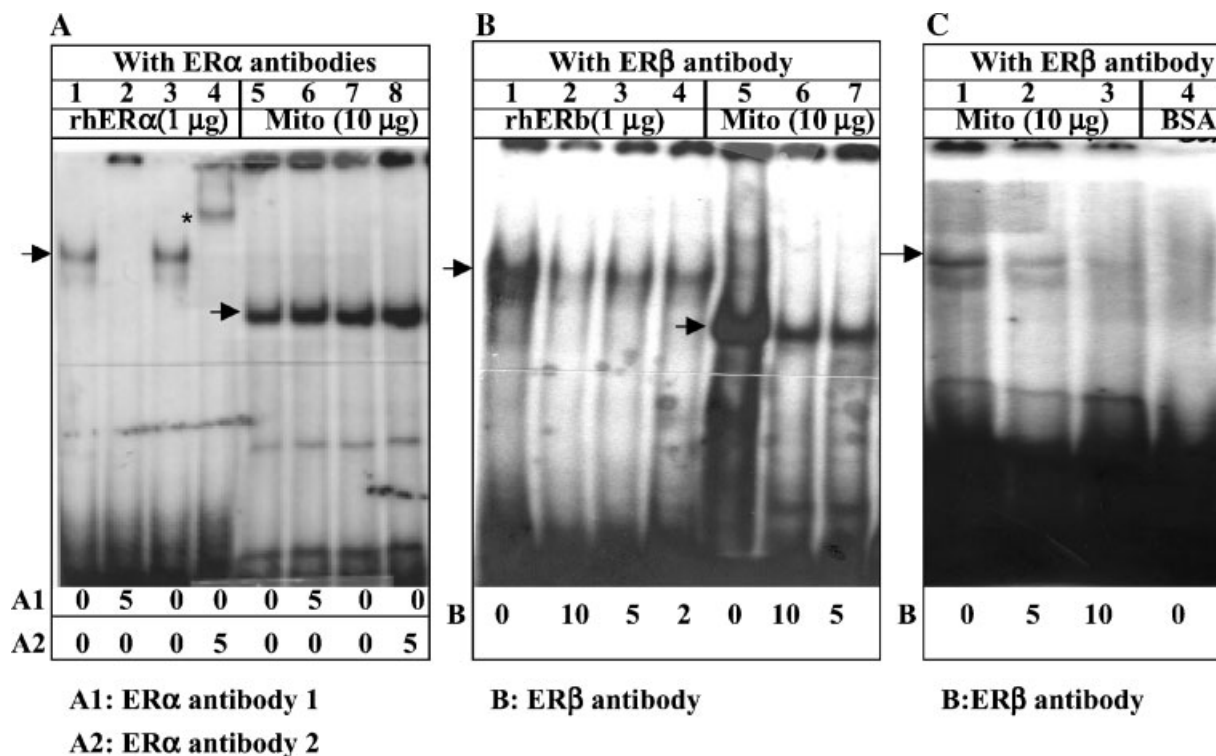 A
With ERα antibodies
1 2 3 4 5 6 7 8
rhERα(1 μg) Mito (10 μg)
*
A1 0 5 0 0 0 5 0 0
A2 0 0 0 5 0 0 0 5
A1: ERα antibody 1
A2: ERα antibody 2
B
With ERβ antibody
1 2 3 4 5 6 7
rhERb(1 μg) Mito (10 μg)
B 0 10 5 2 0 10 5
B: ERβ antibody
C
With ERβ antibody
1 2 3 4
Mito (10 μg) BSA
B 0 5 10 0
B:ERβ antibody